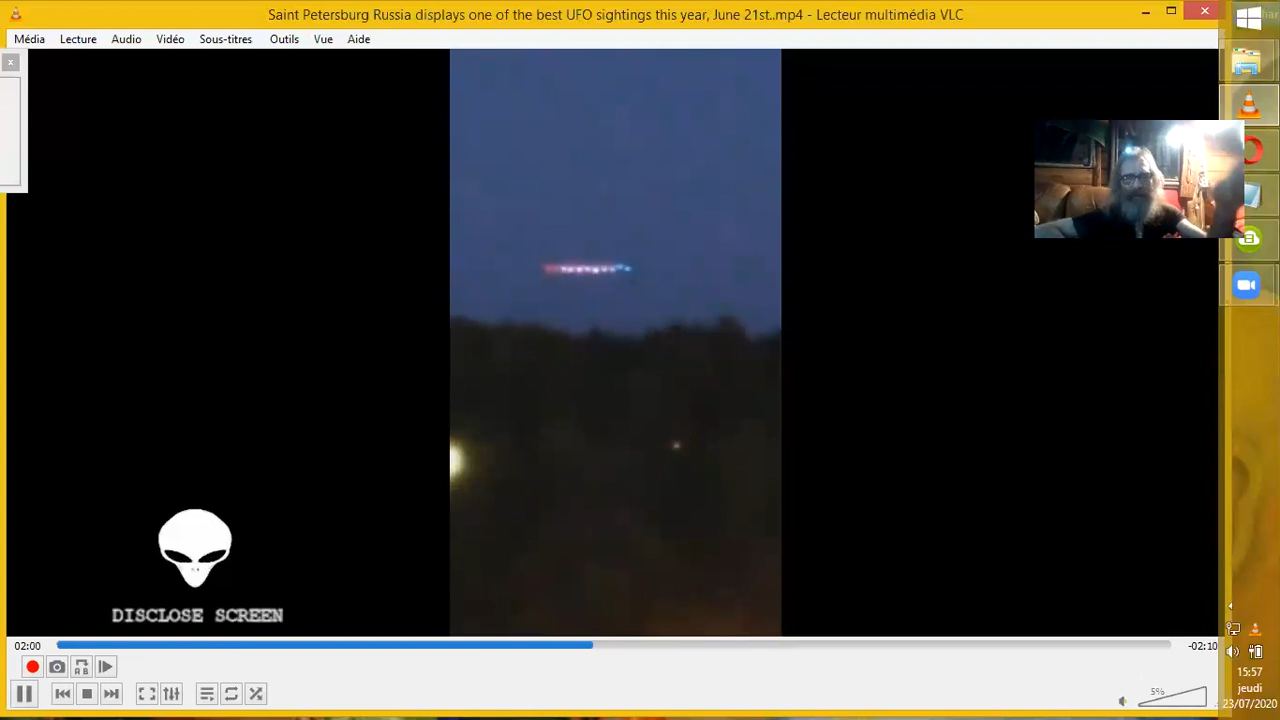 Saint Petersburg Russia displays one of the best UFO sightings this year, June 21st..mp4 - Lecteur multimédia VLC
Média Lecture Audio Vidéo Sous-titres Outils Vue Aide
DISCLOSE SCREEN
02:00
-02:10
5%
15:57
jeudi
23/07/2020